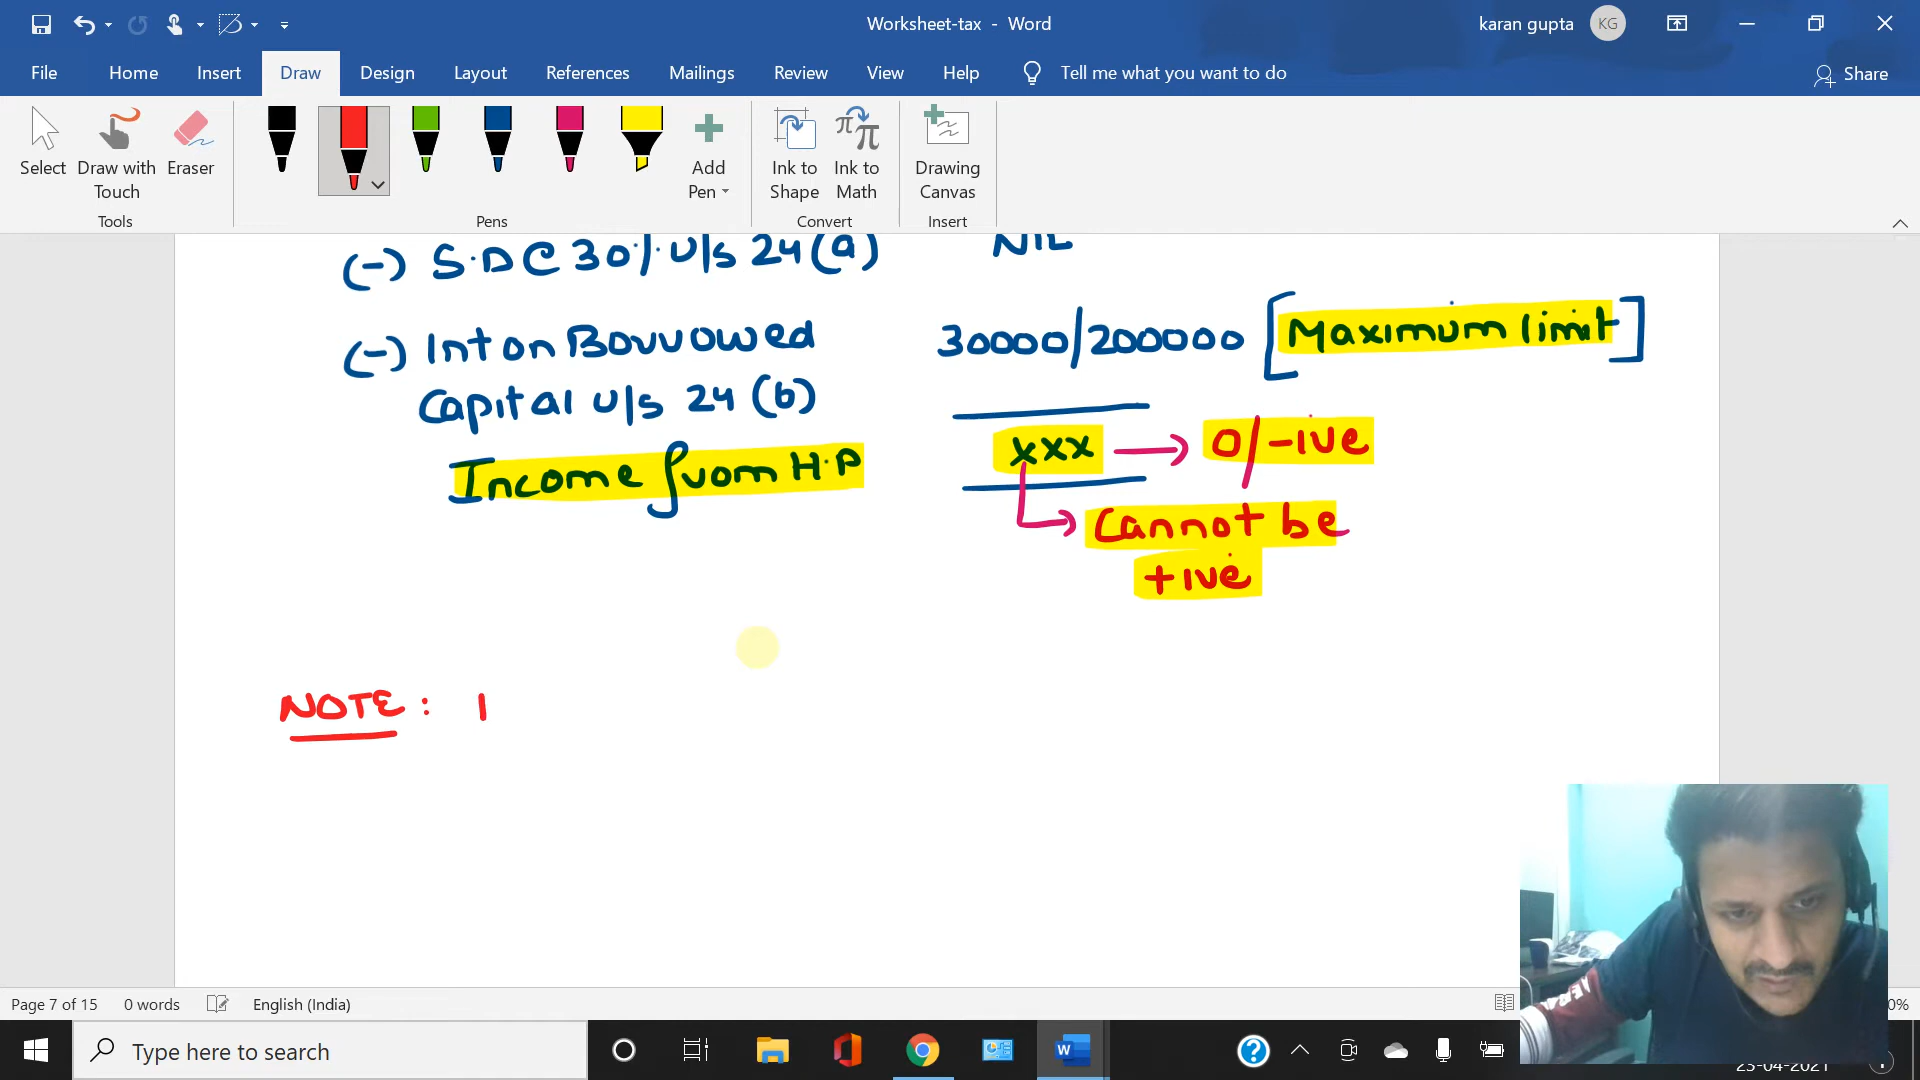 Worksheet-tax - Word
karan gupta KG
File Home Insert Draw Design Layout References Mailings Review View Help Tell me what you want to do Share
Select Draw with Touch Eraser
Add Pen
Ink to Shape Ink to Math
Drawing Canvas
Tools Pens Convert Insert
(-) S.D @ 30% U/s 24 (a) NIL
(-) Int on Borrowed 30000/200000 [Maximum limit]
Capital U/s 24 (b)
Income from H.P xxx → 0/-ive
Cannot be
+ive
NOTE : 1
Page 7 of 15 0 words English (India) 0%
Type here to search
23-04-2021